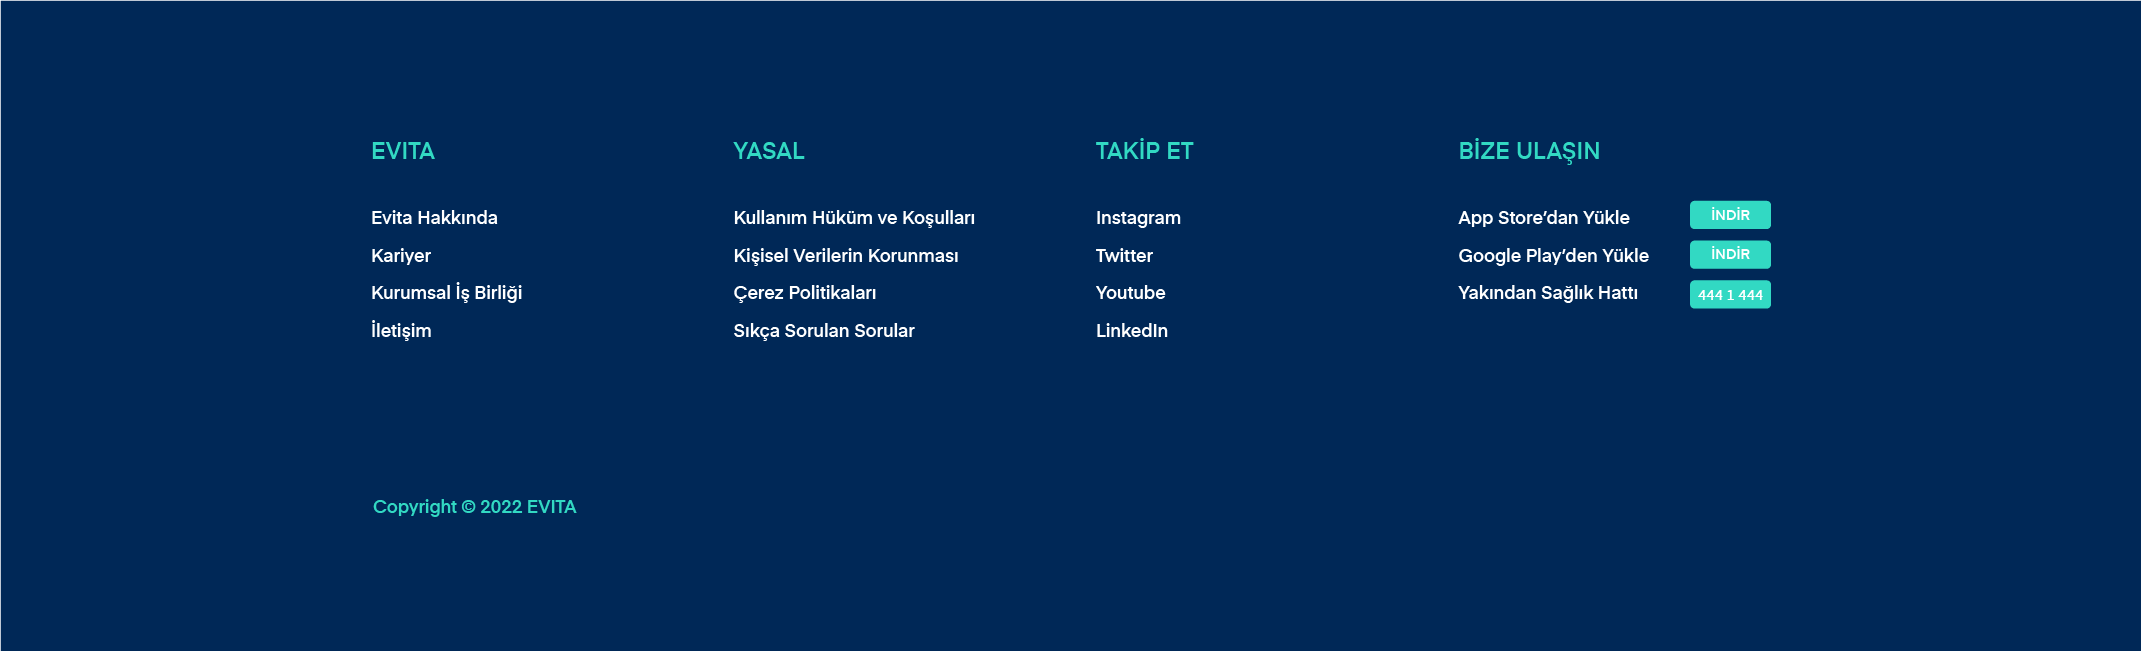 EVITA
Evita Hakkında
Kariyer
Kurumsal İş Birliği
İletişim
YASAL
Kullanım Hüküm ve Koşulları
Kişisel Verilerin Korunması
Çerez Politikaları
Sıkça Sorulan Sorular
TAKİP ET
Instagram
Twitter
Youtube
LinkedIn
BİZE ULAŞIN
App Store’dan Yükle İNDİR
Google Play’den Yükle İNDİR
Yakından Sağlık Hattı 444 1 444
Copyright © 2022 EVITA